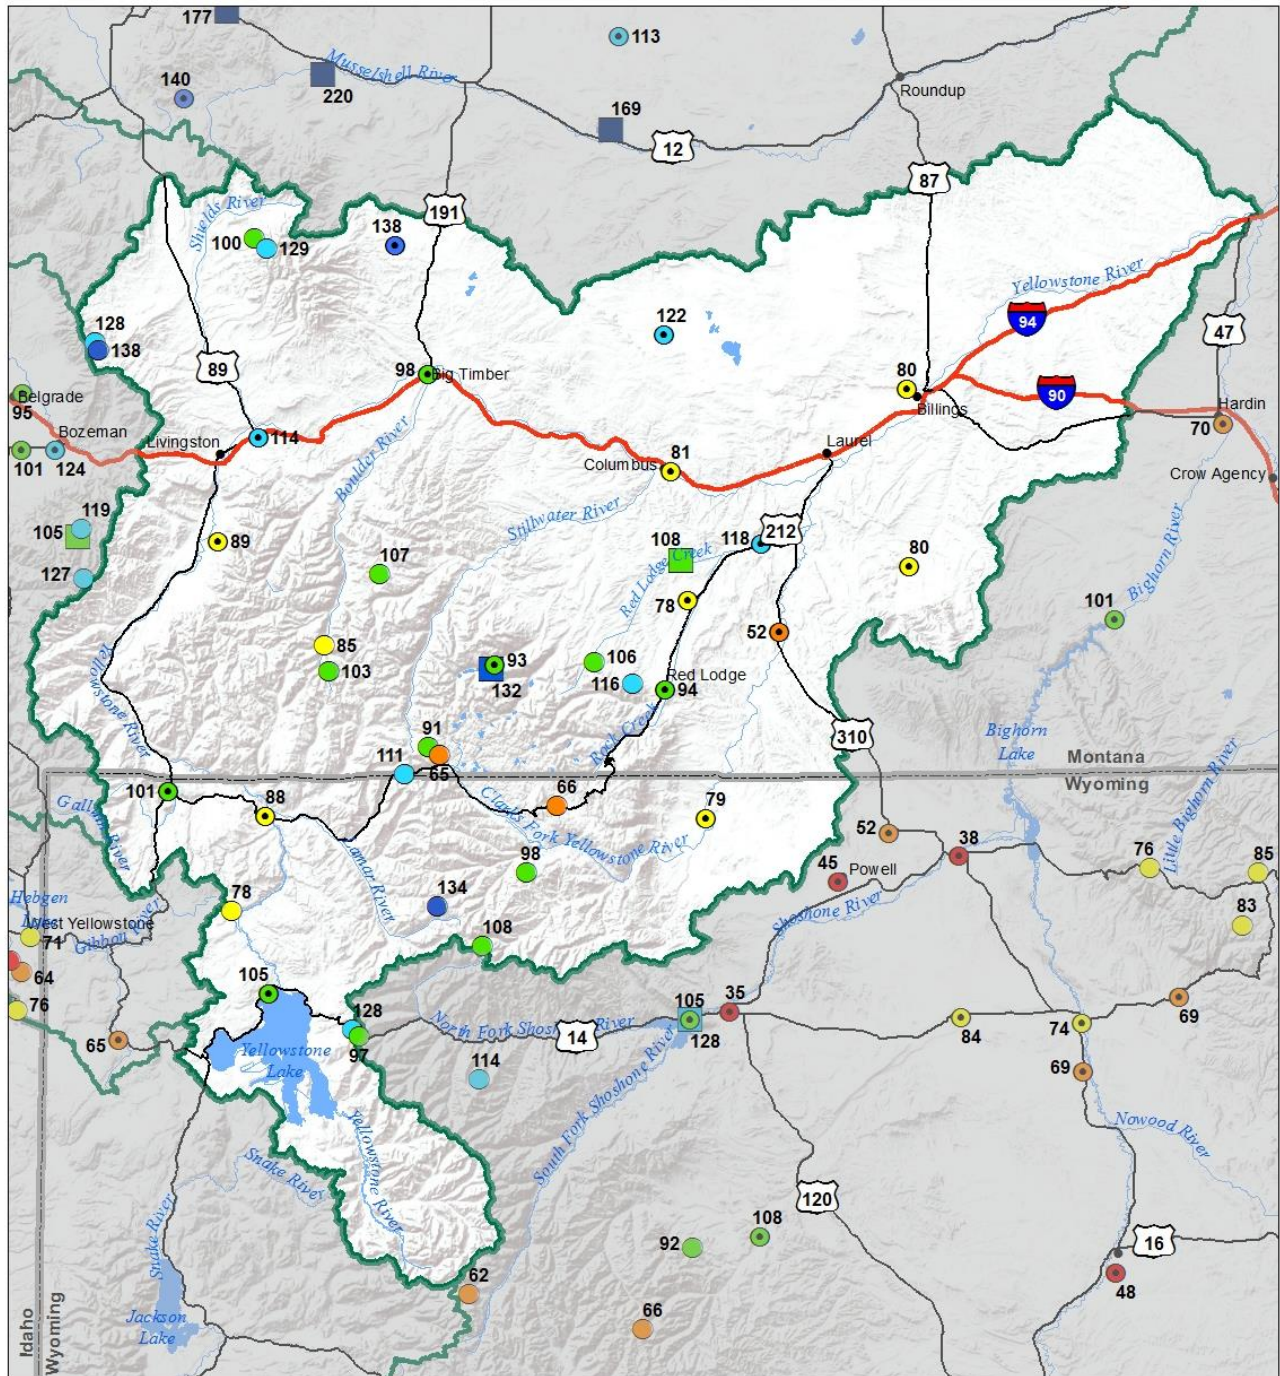 177
113
Musselshell River
140
220
Roundup
169
12
87
191
Shields River
138
100
129
Yellowstone River
94
128
138
122
47
89
98
Big Timber
80
90
Belgrade
95
Billings
Hardin
Bozeman
Livingston
114
70
101
124
Laurel
81
Columbus
Crow Agency
Boulder River
119
105
Stillwater River
89
108
118
212
107
Red Lodge Creek
80
127
78
Bighorn River
101
52
85
103
93
132
106
116
Red Lodge
94
Yellowstone River
Rock Creek
310
Bighorn
Lake
91
65
111
Montana
Wyoming
Little Bighorn River
101
88
66
79
Gallatin River
Clarks Fork Yellowstone River
52
38
76
85
Lamar River
98
45
Powell
Hebgen
Lake
78
134
Shoshone River
83
West Yellowstone
71
Gibbon River
108
64
76
105
105
35
69
128
North Fork Shoshone River
14
128
84
74
65
97
Yellowstone
Lake
114
69
South Fork Shoshone River
Nowood River
Yellowstone River
Snake River
Snake River
120
108
92
16
62
48
66
Jackson
Lake
Idaho
Wyoming